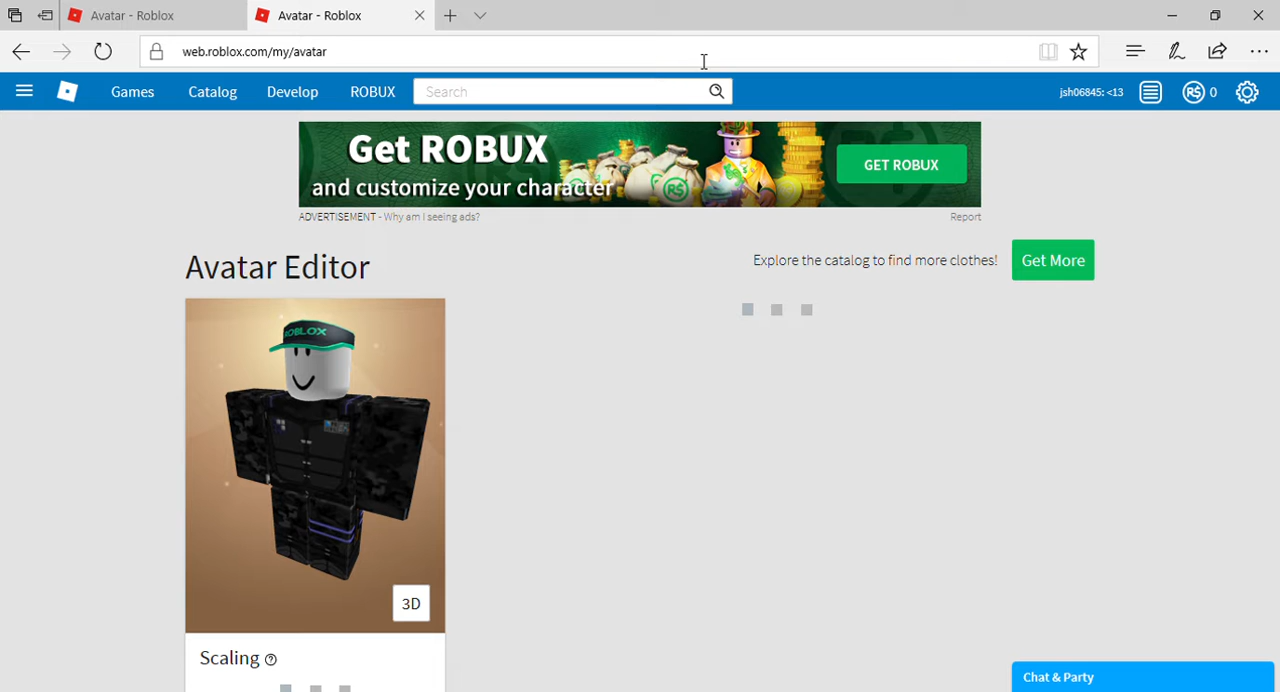 Avatar - Roblox
Avatar - Roblox
web.roblox.com/my/avatar
Games
Catalog
Develop
ROBUX
Search
jsh06845: <13
R$ 0
Get ROBUX
and customize your character
R$
GET ROBUX
ADVERTISEMENT - Why am I seeing ads?
Report
Avatar Editor
Explore the catalog to find more clothes!
Get More
ROBLOX
3D
Scaling
Chat & Party